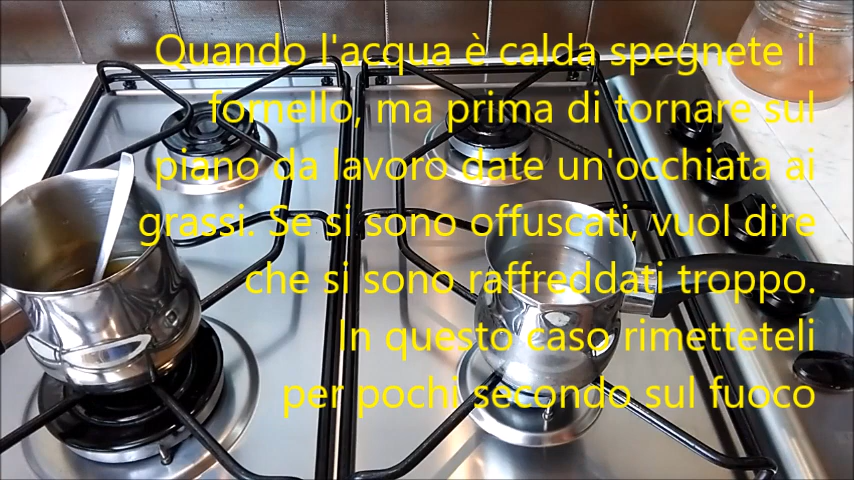 Quando l'acqua è calda spegnete il
fornello, ma prima di tornare sul
piano da lavoro date un'occhiata ai
grassi. Se si sono offuscati, vuol dire
che si sono raffreddati troppo.
In questo caso rimetteteli
per pochi secondo sul fuoco